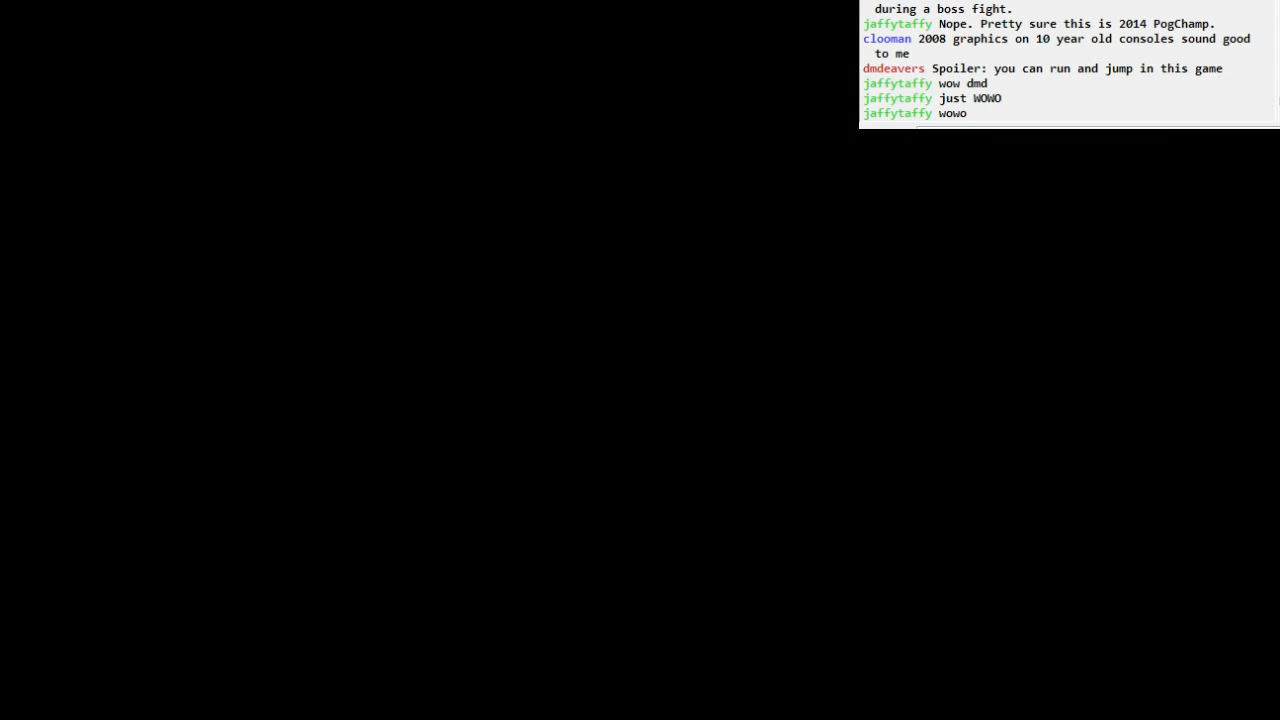 during a boss fight.
jaffytaffy Nope. Pretty sure this is 2014 PogChamp.
clooman 2008 graphics on 10 year old consoles sound good
to me
dmdeavers Spoiler: you can run and jump in this game
jaffytaffy wow dmd
jaffytaffy just WOWO
jaffytaffy wowo